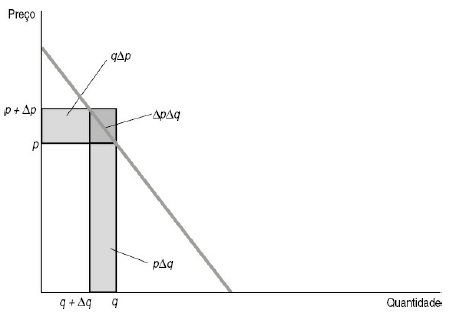 Preço
qΔp
p + Δp
ΔpΔq
p
pΔq
q + Δq
q
Quantidade